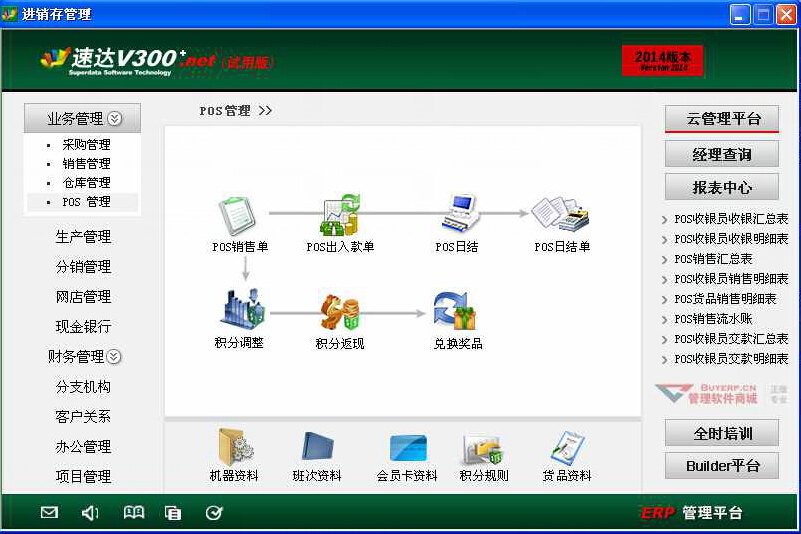 进销存管理
速达V300+.net (试用版)
Superdata Software Technology
2014版本
Version 2014
业务管理
采购管理
销售管理
仓库管理
POS 管理
生产管理
分销管理
网店管理
现金银行
财务管理
分支机构
客户关系
办公管理
项目管理
POS管理 >>
POS销售单
POS出入款单
POS日结
POS日结单
积分调整
积分返现
兑换奖品
机器资料
班次资料
会员卡资料
积分规则
货品资料
云管理平台
经理查询
报表中心
POS收银员收银汇总表
POS收银员收银明细表
POS销售汇总表
POS收银员销售明细表
POS货品销售明细表
POS销售流水账
POS收银员交款汇总表
POS收银员交款明细表
BUYERP.CN
管理软件商城
正版
专业
全时培训
Builder平台
ERP 管理平台